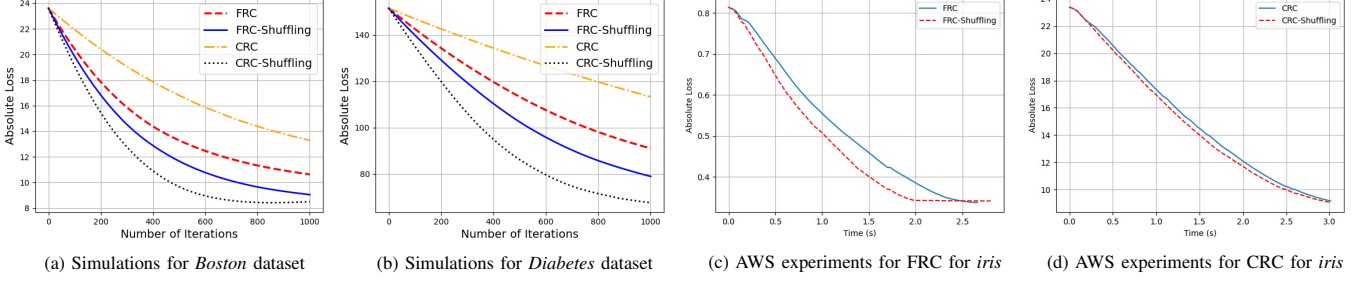 24
22
20
18
16
14
12
10
8
Absolute Loss
0
200
400
600
800
1000
Number of Iterations
FRC
FRC-Shuffling
CRC
CRC-Shuffling
(a) Simulations for Boston dataset
140
120
100
80
Absolute Loss
0
200
400
600
800
1000
Number of Iterations
FRC
FRC-Shuffling
CRC
CRC-Shuffling
(b) Simulations for Diabetes dataset
0.8
0.7
0.6
0.5
0.4
Absolute Loss
0.0
0.5
1.0
1.5
2.0
2.5
Time (s)
FRC
FRC-Shuffling
(c) AWS experiments for FRC for iris
24
22
20
18
16
14
12
10
Absolute Loss
0.0
0.5
1.0
1.5
2.0
2.5
3.0
Time (s)
CRC
CRC-Shuffling
(d) AWS experiments for CRC for iris